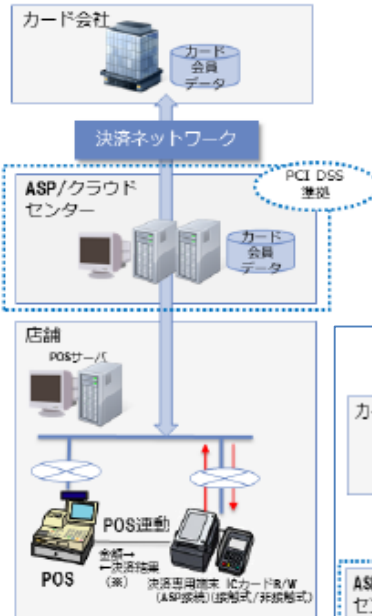 カード会社
カード
会員
データ
決済ネットワーク
PCI DSS
準拠
ASP/クラウド
センター
カード
会員
データ
店舗
POSサーバ
カ
POS連動
金額→
←決済結果
(※)
POS
決済専用端末 ICカードR/W
(ASP接続)(接触式/非接触式)
ASP
セン